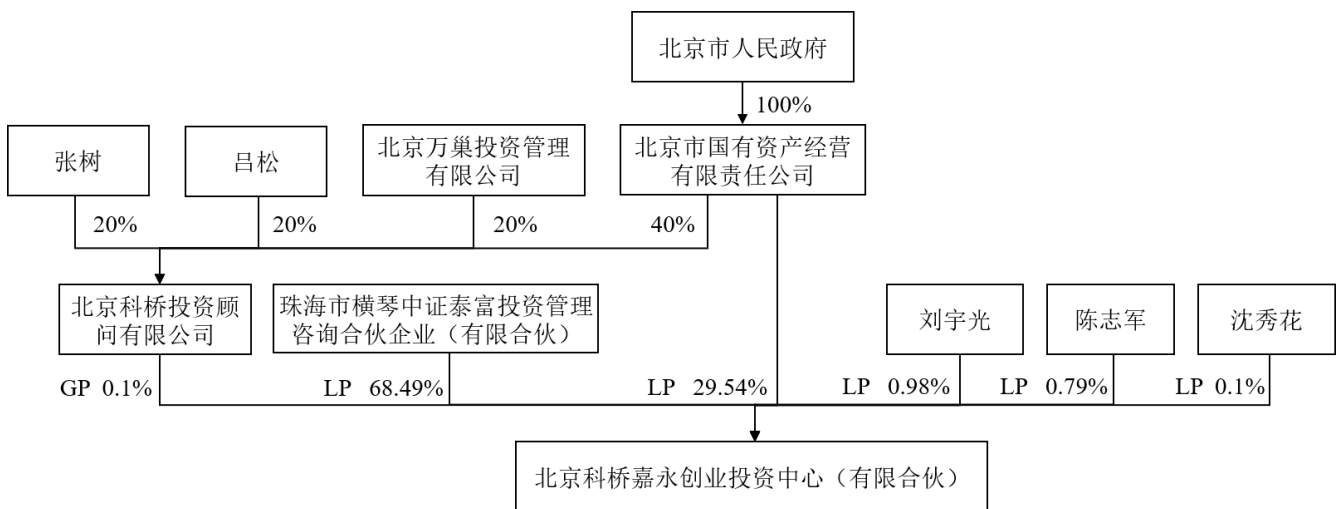 北京市人民政府
100%
张树
吕松
北京万巢投资管理
有限公司
北京市国有资产经营
有限责任公司
20%
20%
20%
40%
北京科桥投资顾
问有限公司
珠海市横琴中证泰富投资管理
咨询合伙企业（有限合伙）
刘宇光
陈志军
沈秀花
GP 0.1%
LP 68.49%
LP 29.54%
LP 0.98%
LP 0.79%
LP 0.1%
北京科桥嘉永创业投资中心（有限合伙）